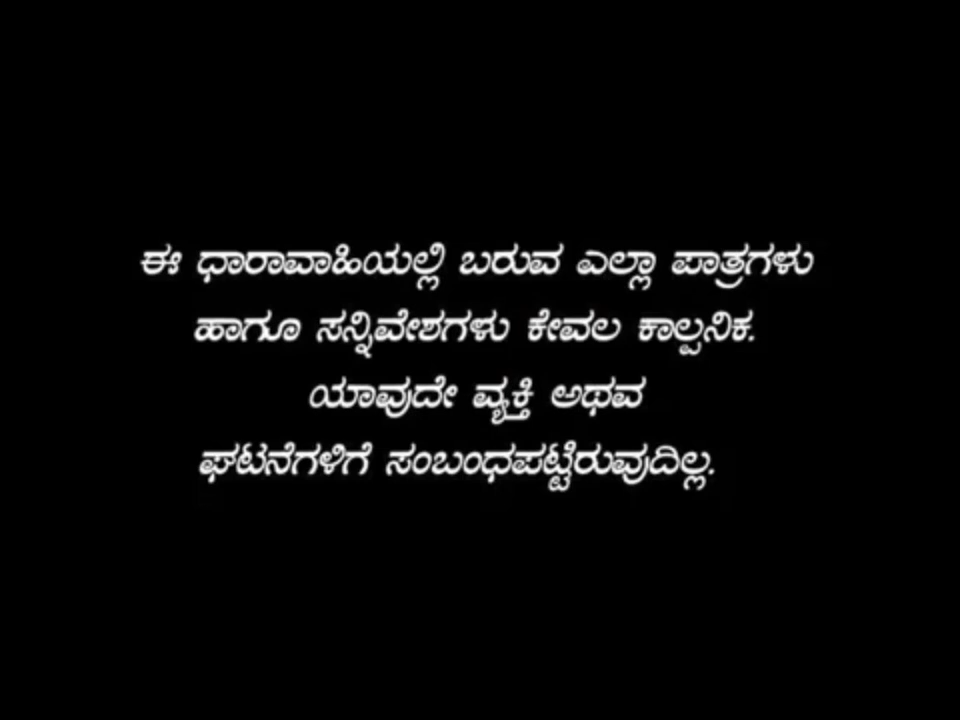 ಈ ಧಾರಾವಾಹಿಯಲ್ಲಿ ಬರುವ ಎಲ್ಲಾ ಪಾತ್ರಗಳು
ಹಾಗೂ ಸನ್ನಿವೇಶಗಳು ಕೇವಲ ಕಾಲ್ಪನಿಕ.
ಯಾವುದೇ ವ್ಯಕ್ತಿ ಅಥವ
ಘಟನೆಗಳಿಗೆ ಸಂಬಂಧಪಟ್ಟೆರುವುದಿಲ್ಲ.